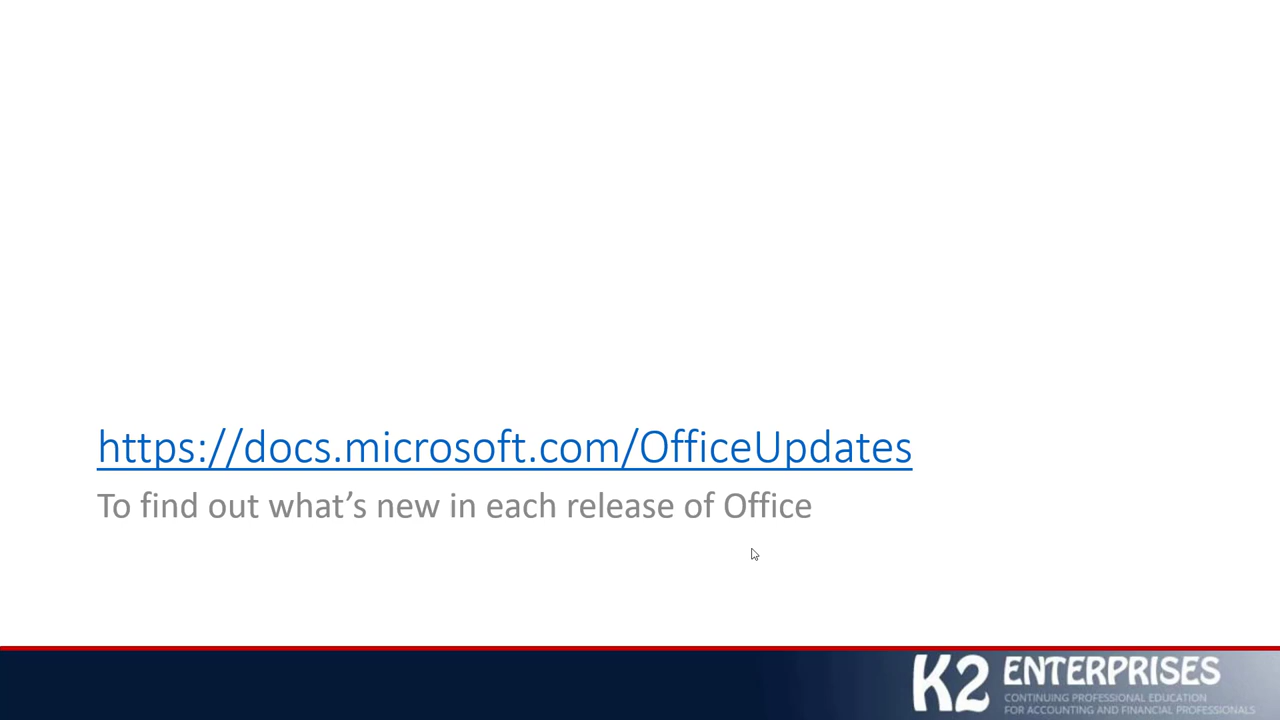 https://docs.microsoft.com/OfficeUpdates
To find out what’s new in each release of Office
K2 ENTERPRISES
CONTINUING PROFESSIONAL EDUCATION
FOR ACCOUNTING AND FINANCIAL PROFESSIONALS